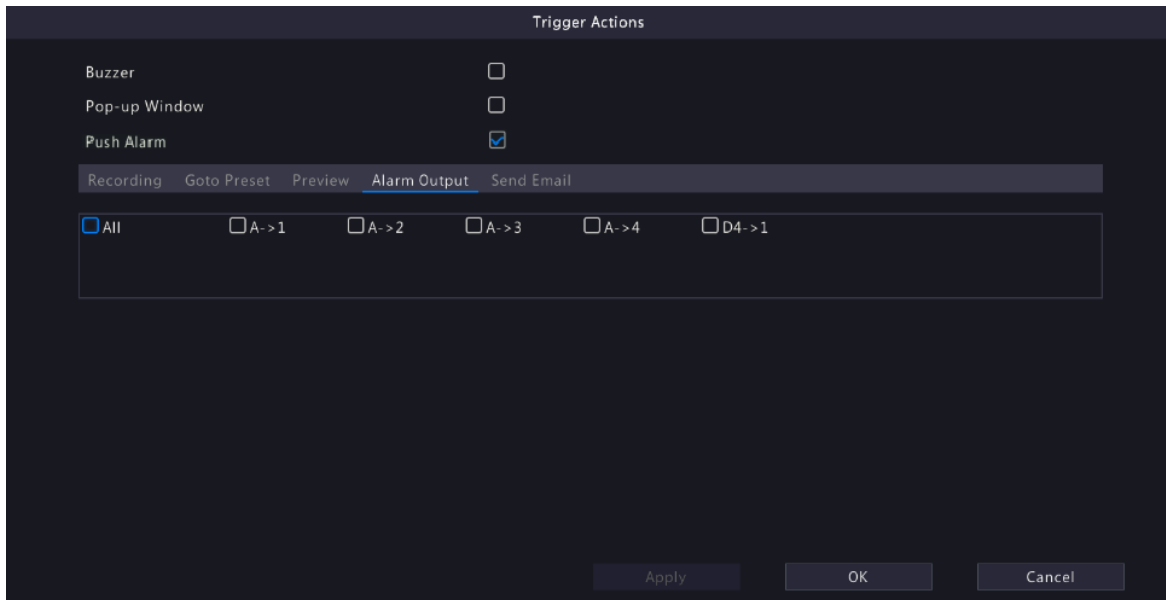 Trigger Actions
Buzzer
Pop-up Window
Push Alarm
Recording Goto Preset Preview Alarm Output Send Email
All A->1 A->2 A->3 A->4 D4->1
Apply OK Cancel